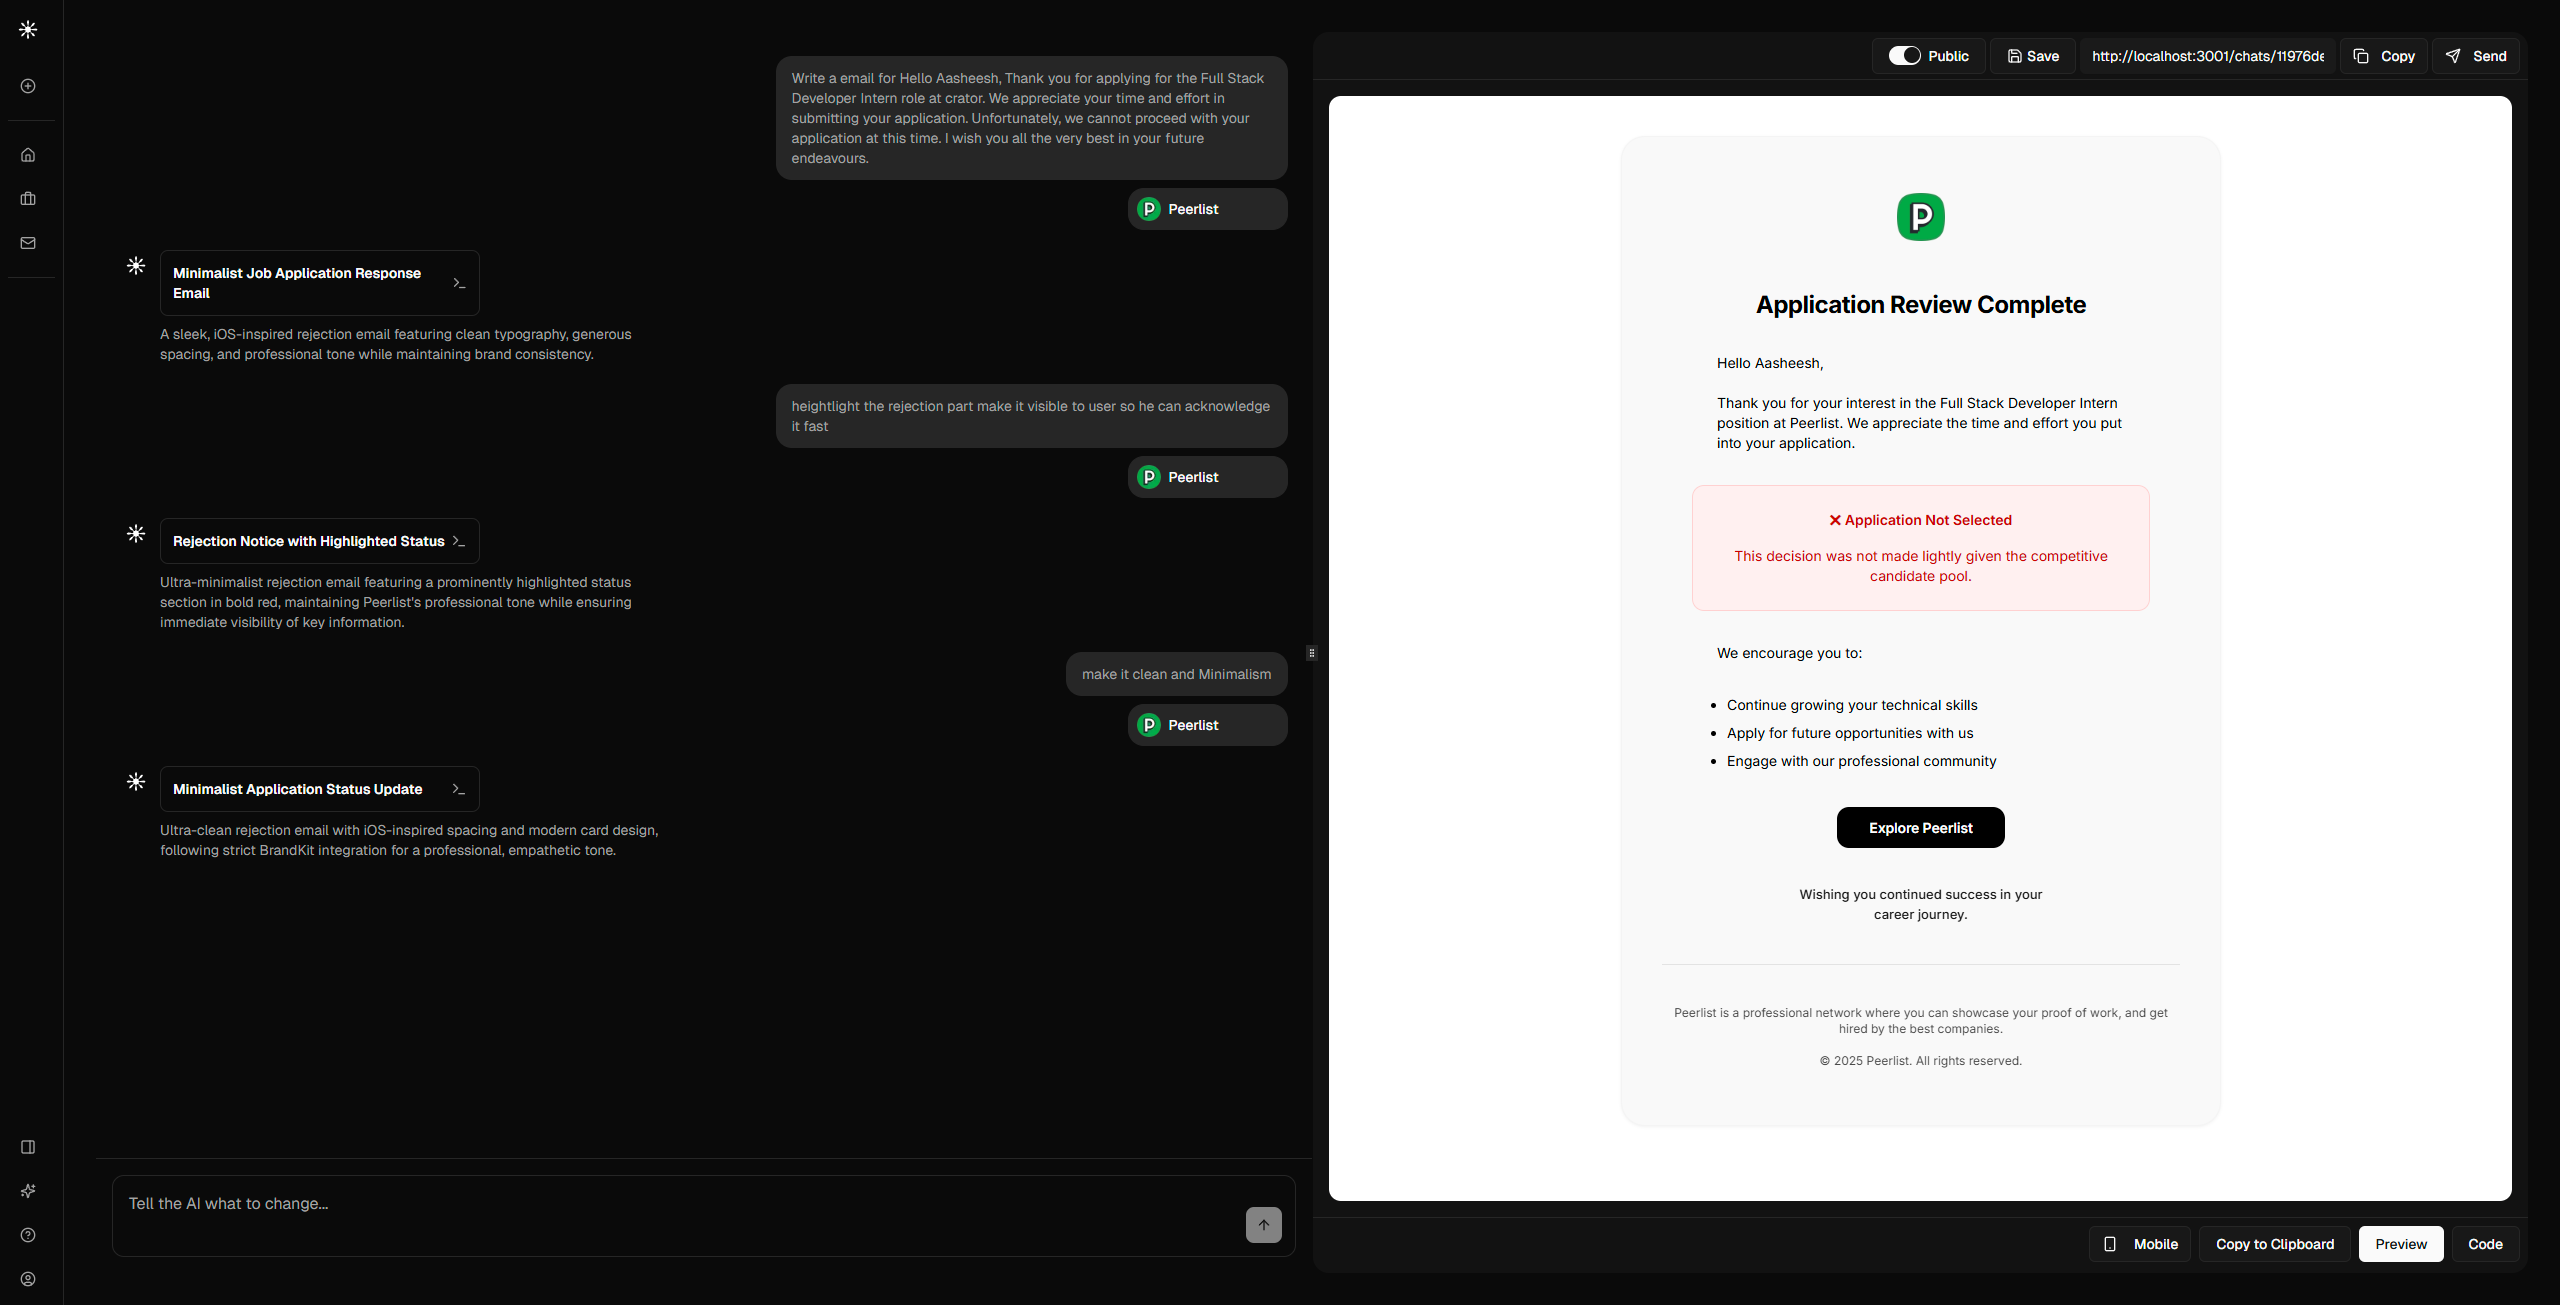 Write a email for Hello Aasheesh, Thank you for applying for the Full Stack
Developer Intern role at crator. We appreciate your time and effort in
submitting your application. Unfortunately, we cannot proceed with your
application at this time. I wish you all the very best in your future
endeavours.
P Peerlist
Minimalist Job Application Response
Email
A sleek, iOS-inspired rejection email featuring clean typography, generous
spacing, and professional tone while maintaining brand consistency.
heightlight the rejection part make it visible to user so he can acknowledge
it fast
P Peerlist
Rejection Notice with Highlighted Status
Ultra-minimalist rejection email featuring a prominently highlighted status
section in bold red, maintaining Peerlist's professional tone while ensuring
immediate visibility of key information.
make it clean and Minimalism
P Peerlist
Minimalist Application Status Update
Ultra-clean rejection email with iOS-inspired spacing and modern card design,
following strict BrandKit integration for a professional, empathetic tone.
Tell the AI what to change...
Public
Save
http://localhost:3001/chats/11976de
Copy
Send
P
Application Review Complete
Hello Aasheesh,
Thank you for your interest in the Full Stack Developer Intern
position at Peerlist. We appreciate the time and effort you put
into your application.
❌ Application Not Selected
This decision was not made lightly given the competitive
candidate pool.
We encourage you to:
• Continue growing your technical skills
• Apply for future opportunities with us
• Engage with our professional community
Explore Peerlist
Wishing you continued success in your
career journey.
Peerlist is a professional network where you can showcase your proof of work, and get
hired by the best companies.
© 2025 Peerlist. All rights reserved.
Mobile
Copy to Clipboard
Preview
Code